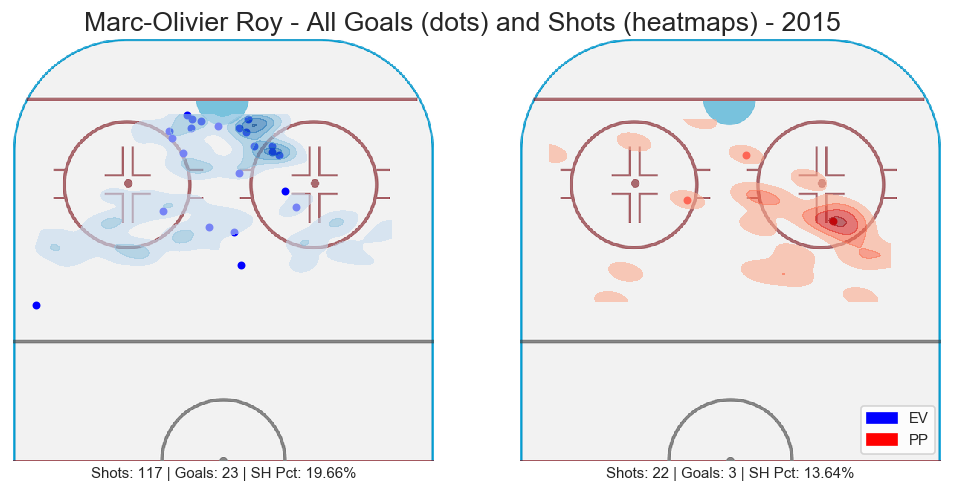 Marc-Olivier Roy - All Goals (dots) and Shots (heatmaps) - 2015
EV
PP
Shots: 117 | Goals: 23 | SH Pct: 19.66%
Shots: 22 | Goals: 3 | SH Pct: 13.64%